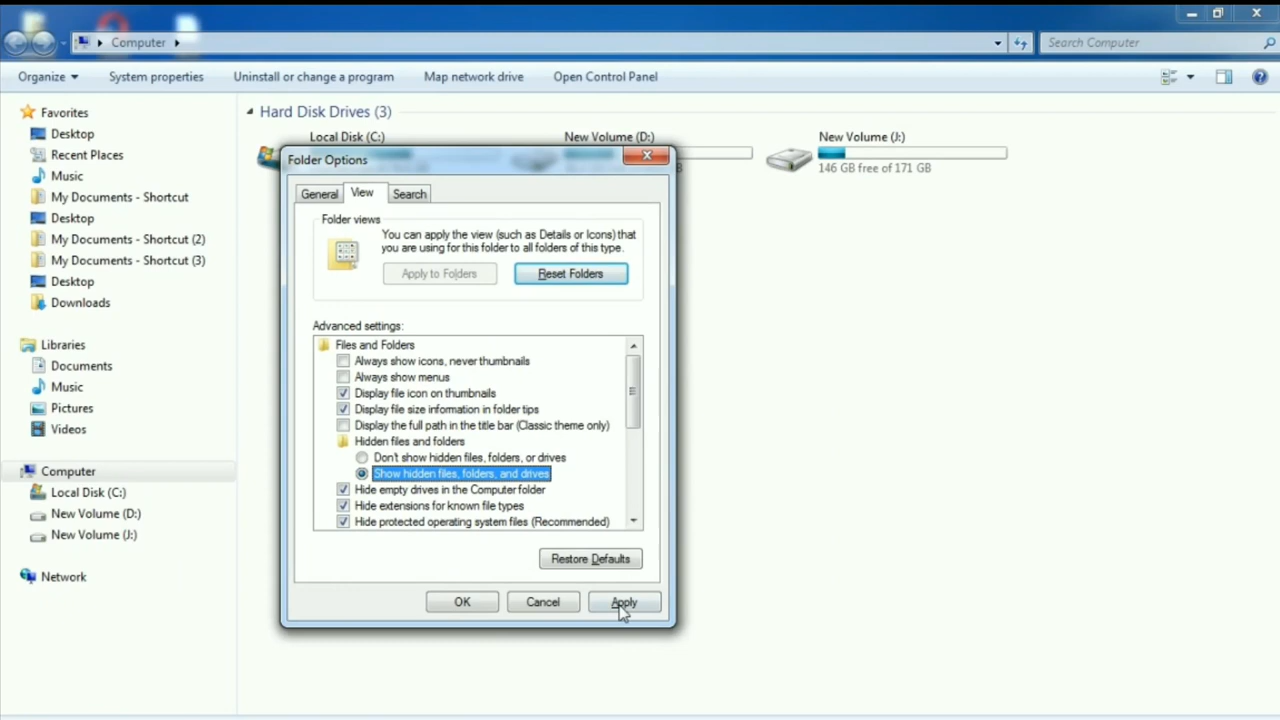 Computer
Search Computer
Organize
System properties
Uninstall or change a program
Map network drive
Open Control Panel
Favorites
Desktop
Recent Places
Music
My Documents - Shortcut
Desktop
My Documents - Shortcut (2)
My Documents - Shortcut (3)
Desktop
Downloads
Libraries
Documents
Music
Pictures
Videos
Computer
Local Disk (C:)
New Volume (D:)
New Volume (J:)
Network
Hard Disk Drives (3)
Local Disk (C:)
New Volume (D:)
New Volume (J:)
146 GB free of 171 GB
Folder Options
General
View
Search
Folder views
You can apply the view (such as Details or Icons) that
you are using for this folder to all folders of this type.
Apply to Folders
Reset Folders
Advanced settings:
Files and Folders
Always show icons, never thumbnails
Always show menus
Display file icon on thumbnails
Display file size information in folder tips
Display the full path in the title bar (Classic theme only)
Hidden files and folders
Don't show hidden files, folders, or drives
Show hidden files, folders, and drives
Hide empty drives in the Computer folder
Hide extensions for known file types
Hide protected operating system files (Recommended)
Restore Defaults
OK
Cancel
Apply